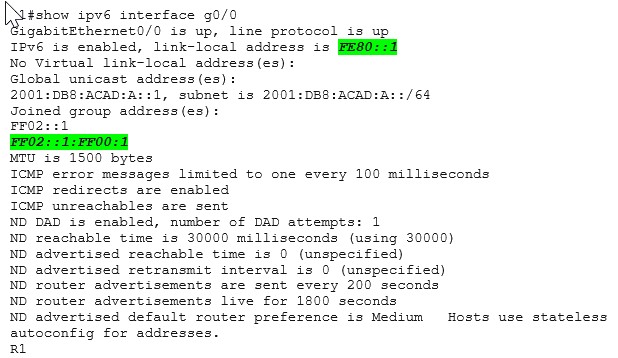 1#show ipv6 interface g0/0
GigabitEthernet0/0 is up, line protocol is up
IPv6 is enabled, link-local address is FE80::1
No Virtual link-local address(es):
Global unicast address(es):
2001:DB8:ACAD:A::1, subnet is 2001:DB8:ACAD:A::/64
Joined group address(es):
FF02::1
FF02::1:FF00:1
MTU is 1500 bytes
ICMP error messages limited to one every 100 milliseconds
ICMP redirects are enabled
ICMP unreachables are sent
ND DAD is enabled, number of DAD attempts: 1
ND reachable time is 30000 milliseconds (using 30000)
ND advertised reachable time is 0 (unspecified)
ND advertised retransmit interval is 0 (unspecified)
ND router advertisements are sent every 200 seconds
ND router advertisements live for 1800 seconds
ND advertised default router preference is Medium   Hosts use stateless
autoconfig for addresses.
R1